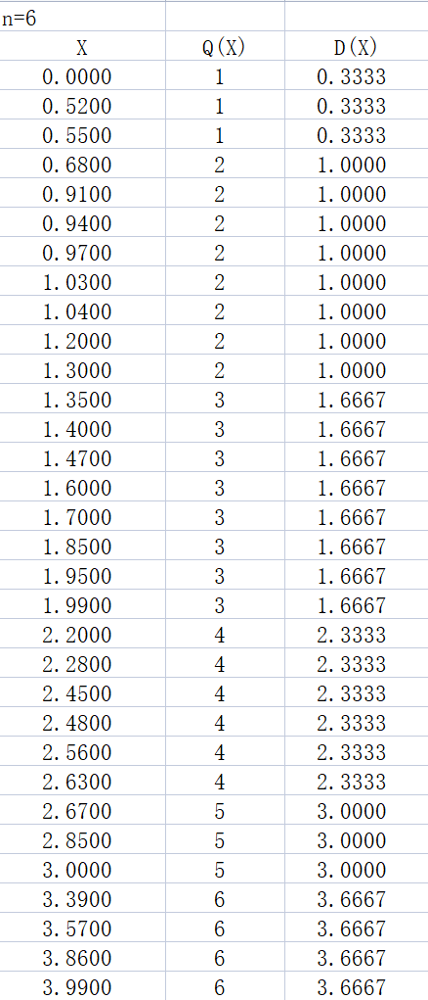 n=6
X Q(X) D(X)
0.0000 1 0.3333
0.5200 1 0.3333
0.5500 1 0.3333
0.6800 2 1.0000
0.9100 2 1.0000
0.9400 2 1.0000
0.9700 2 1.0000
1.0300 2 1.0000
1.0400 2 1.0000
1.2000 2 1.0000
1.3000 2 1.0000
1.3500 3 1.6667
1.4000 3 1.6667
1.4700 3 1.6667
1.6000 3 1.6667
1.7000 3 1.6667
1.8500 3 1.6667
1.9500 3 1.6667
1.9900 3 1.6667
2.2000 4 2.3333
2.2800 4 2.3333
2.4500 4 2.3333
2.4800 4 2.3333
2.5600 4 2.3333
2.6300 4 2.3333
2.6700 5 3.0000
2.8500 5 3.0000
3.0000 5 3.0000
3.3900 6 3.6667
3.5700 6 3.6667
3.8600 6 3.6667
3.9900 6 3.6667